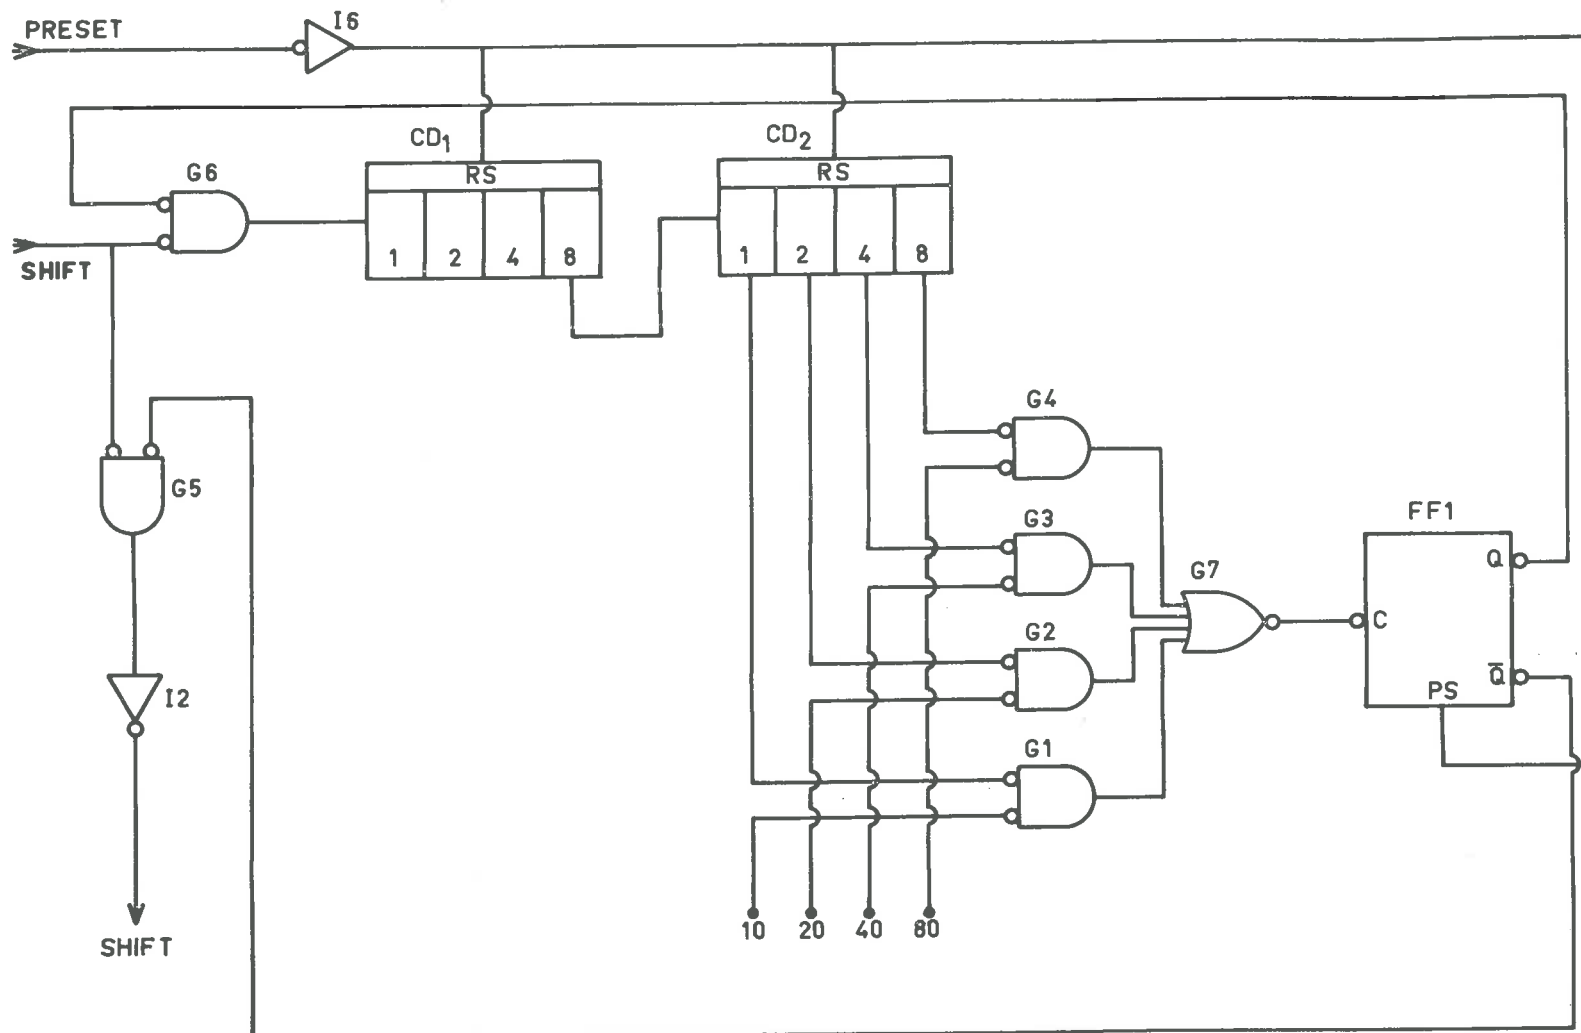 PRESET
I6
CD1
CD2
G6
RS
RS
SHIFT
1 2 4 8
1 2 4 8
G4
G5
G3
FF1
G7
Q
C
G2
I2
Q̅
PS
G1
10 20 40 80
SHIFT